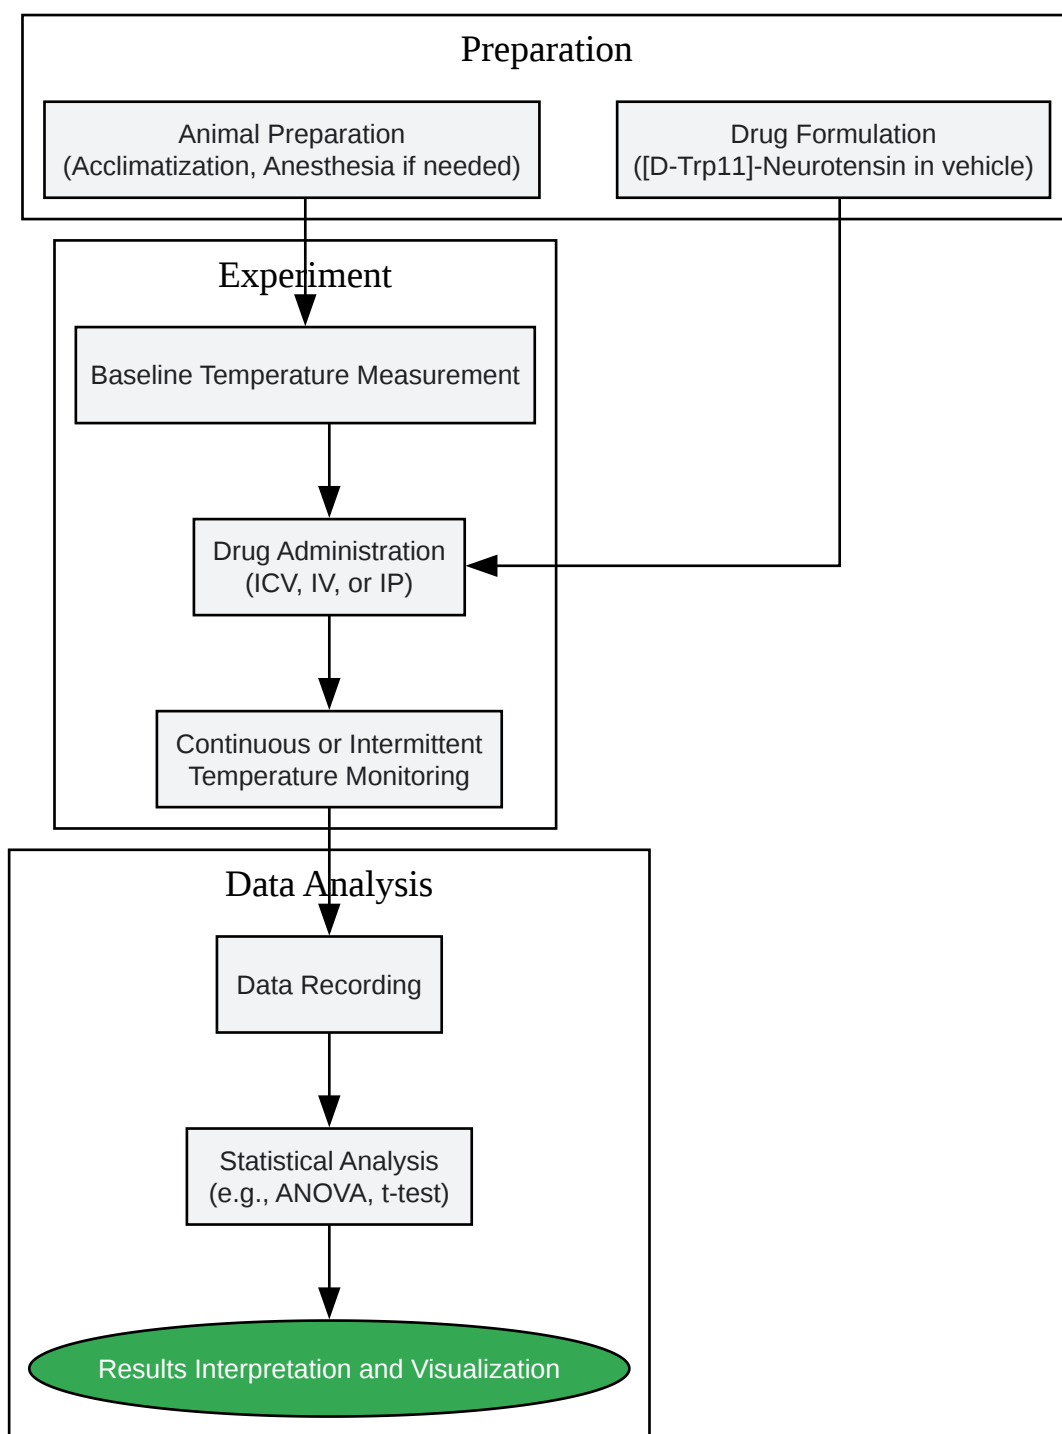 Preparation
Animal Preparation
(Acclimatization, Anesthesia if needed)
Drug Formulation
([D-Trp11]-Neurotensin in vehicle)
Experiment
Baseline Temperature Measurement
Drug Administration
(ICV, IV, or IP)
Continuous or Intermittent
Temperature Monitoring
Data Analysis
Data Recording
Statistical Analysis
(e.g., ANOVA, t-test)
Results Interpretation and Visualization